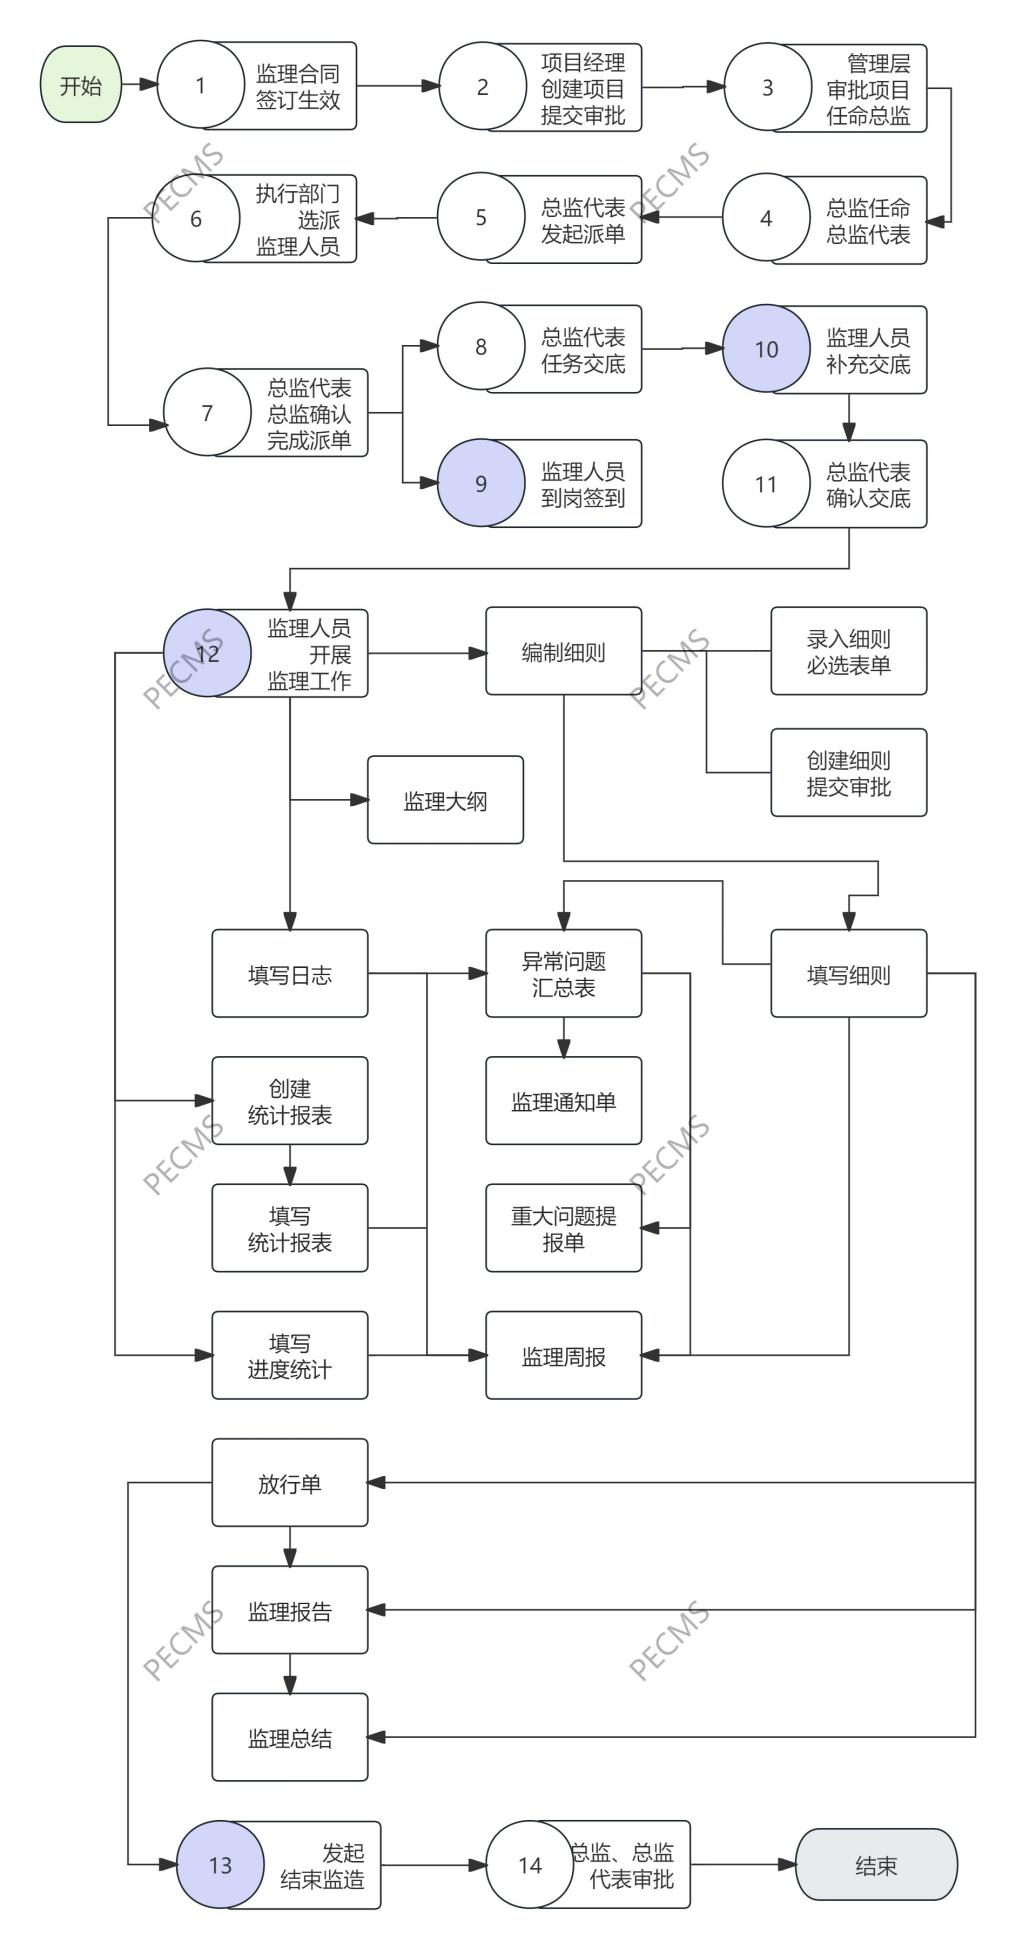 开始
1
监理合同
签订生效
2
项目经理
创建项目
提交审批
3
管理层
审批项目
任命总监
PECMS
PECMS
6
执行部门
选派
监理人员
5
总监代表
发起派单
4
总监任命
总监代表
8
总监代表
任务交底
10
监理人员
补充交底
7
总监代表
总监确认
完成派单
9
监理人员
到岗签到
11
总监代表
确认交底
12
监理人员
开展
监理工作
编制细则
录入细则
必选表单
PECMS
PECMS
创建细则
提交审批
监理大纲
填写日志
异常问题
汇总表
填写细则
创建
统计报表
监理通知单
PECMS
PECMS
填写
统计报表
重大问题提
报单
填写
进度统计
监理周报
放行单
监理报告
PECMS
PECMS
监理总结
13
发起
结束监造
14
总监、总监
代表审批
结束